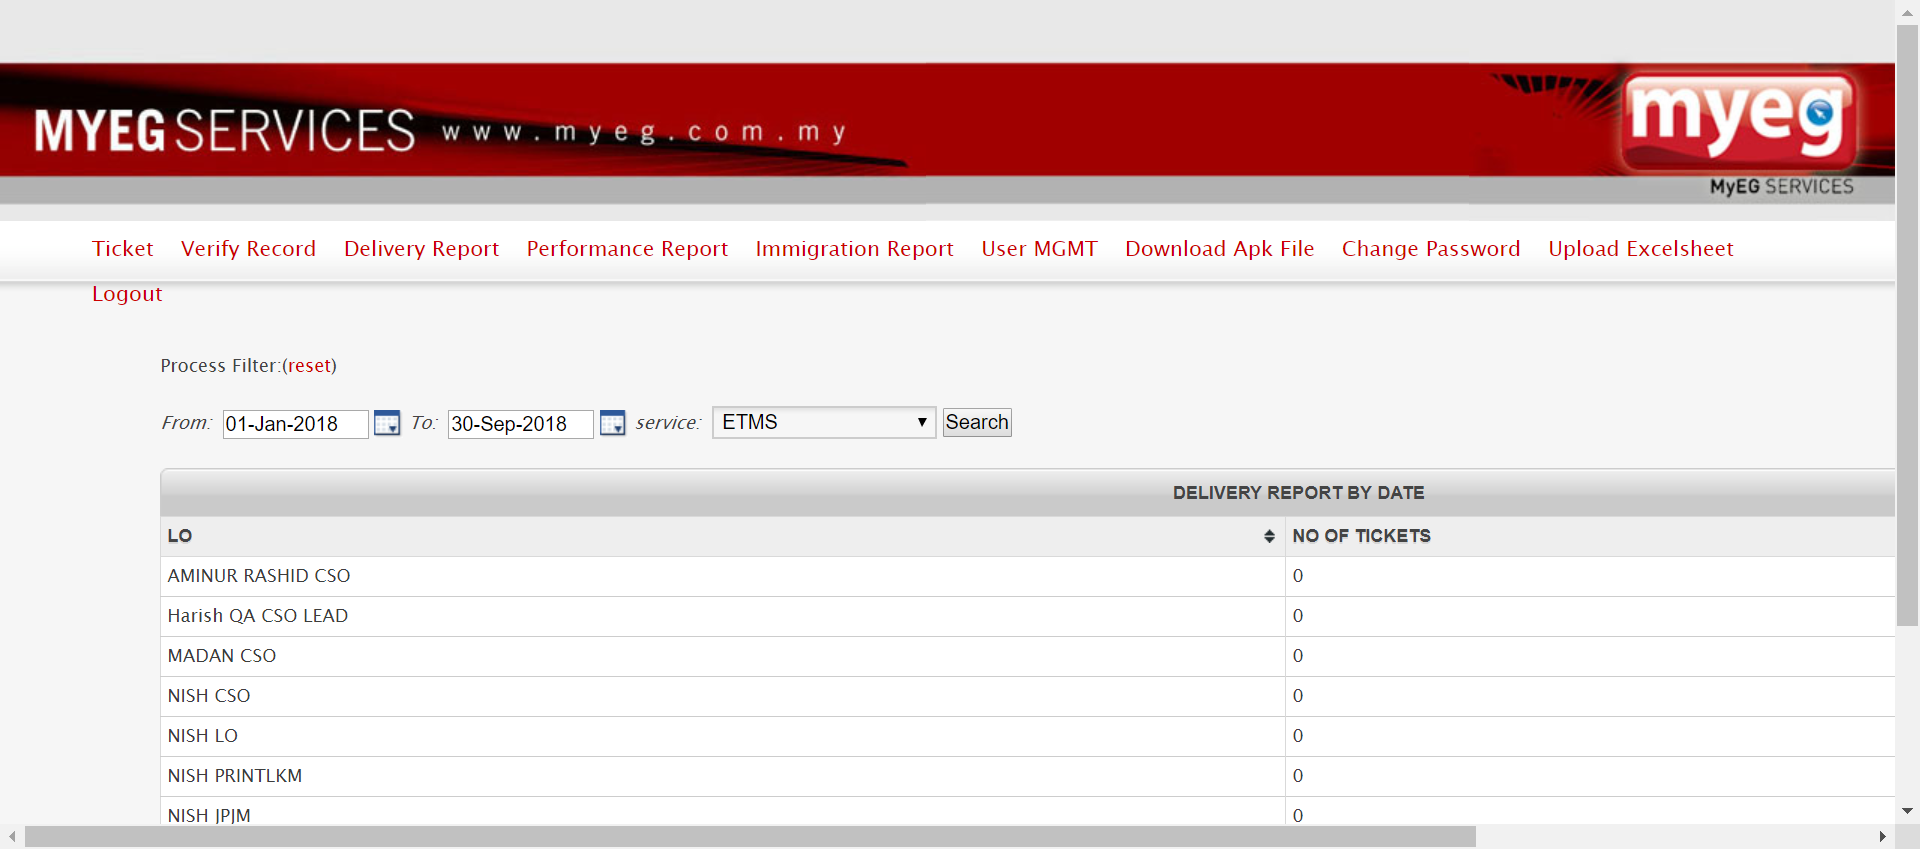 MYEG SERVICES www.myeg.com.my
myeg
MyEG SERVICES
Ticket Verify Record Delivery Report Performance Report Immigration Report User MGMT Download Apk File Change Password Upload Excelsheet
Logout
Process Filter:(reset)
From: 01-Jan-2018 To: 30-Sep-2018 service: ETMS Search
DELIVERY REPORT BY DATE
LO NO OF TICKETS
AMINUR RASHID CSO 0
Harish QA CSO LEAD 0
MADAN CSO 0
NISH CSO 0
NISH LO 0
NISH PRINTLKM 0
NISH JPJM 0